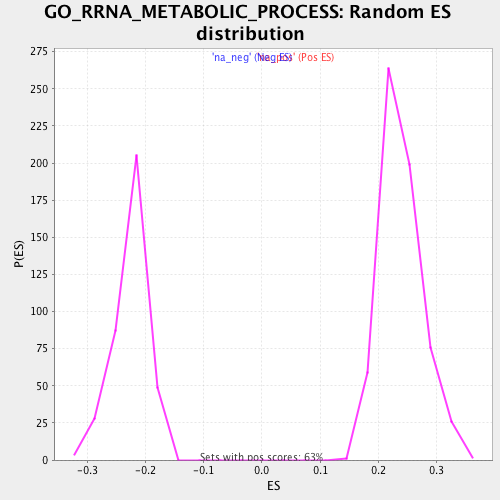 GO_RRNA_METABOLIC_PROCESS: Random ES
distribution
'na_neg' (Neg ES) 'na_pos' (Pos ES)
275
250
225
200
175
150
125
100
75
50
25
0
P(ES)
Sets with pos scores: 63%
-0.3 -0.2 -0.1 0.0 0.1 0.2 0.3
ES